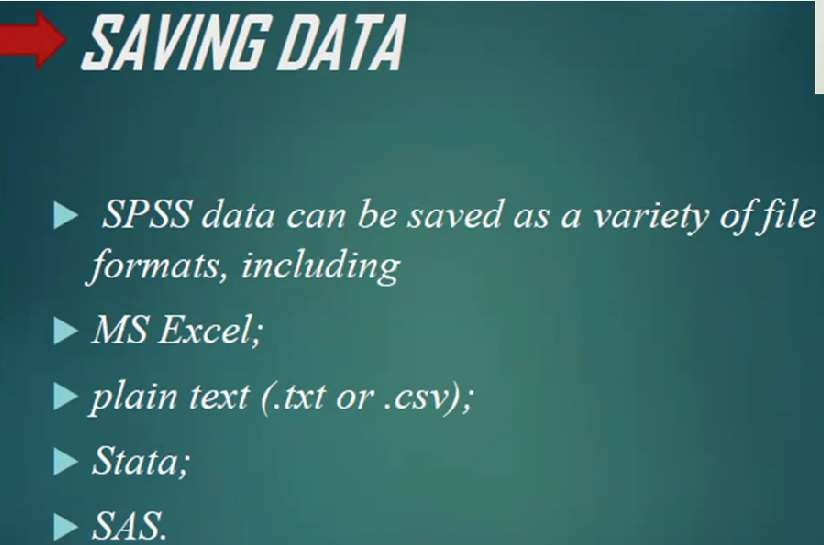 SAVING DATA
SPSS data can be saved as a variety of file
formats, including
MS Excel;
plain text (.txt or .csv);
Stata;
SAS.